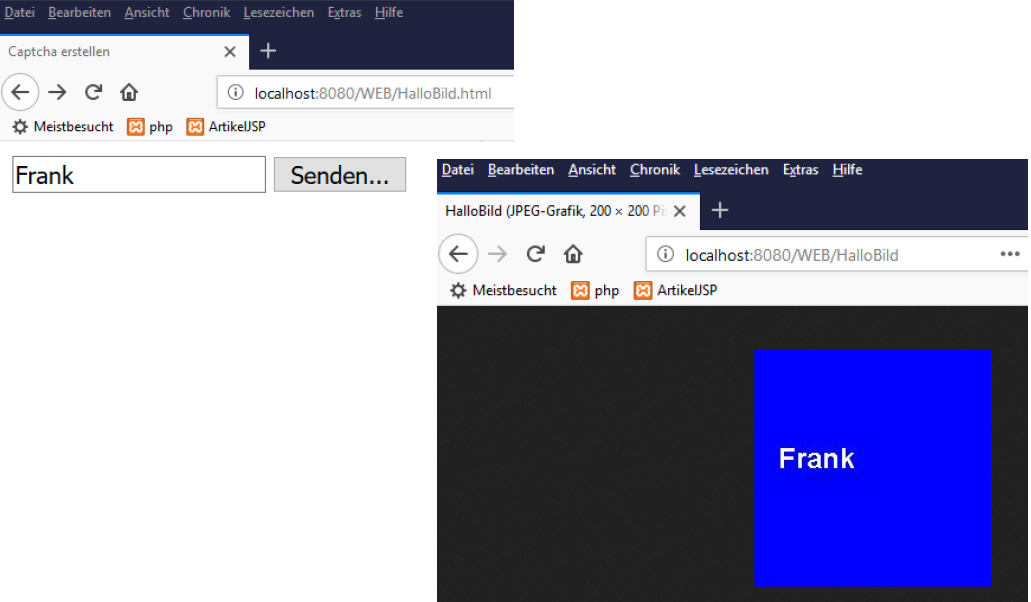 Datei Bearbeiten Ansicht Chronik Lesezeichen Extras Hilfe
Captcha erstellen
localhost:8080/WEB/HalloBild.html
Meistbesucht php ArtikelJSP
Frank Senden...
Datei Bearbeiten Ansicht Chronik Lesezeichen Extras Hilfe
HalloBild (JPEG-Grafik, 200 × 200 Pi
localhost:8080/WEB/HalloBild
Meistbesucht php ArtikelJSP
Frank